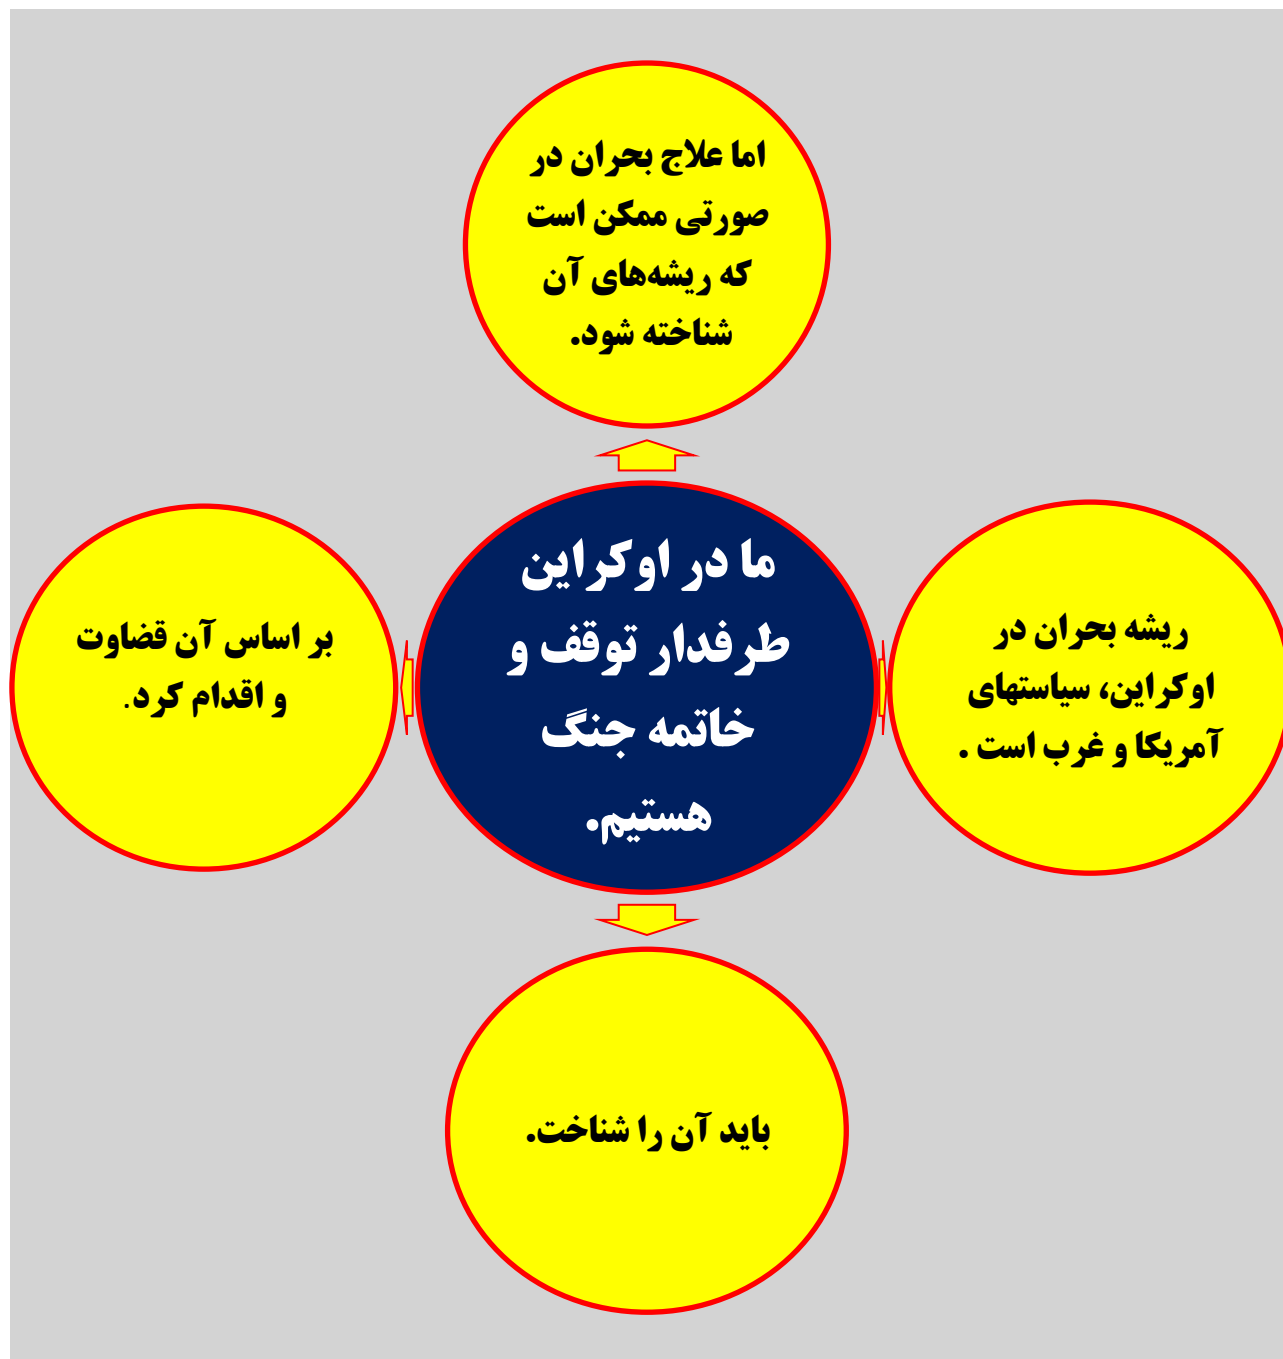 اما علاج بحران در
صورتی ممکن است
که ریشه‌های آن
شناخته شود.
ما در اوکراین
طرفدار توقف و
خاتمه جنگ
هستیم.
ریشه بحران در
اوکراین، سیاستهای
آمریکا و غرب است .
باید آن را شناخت.
بر اساس آن قضاوت
و اقدام کرد.